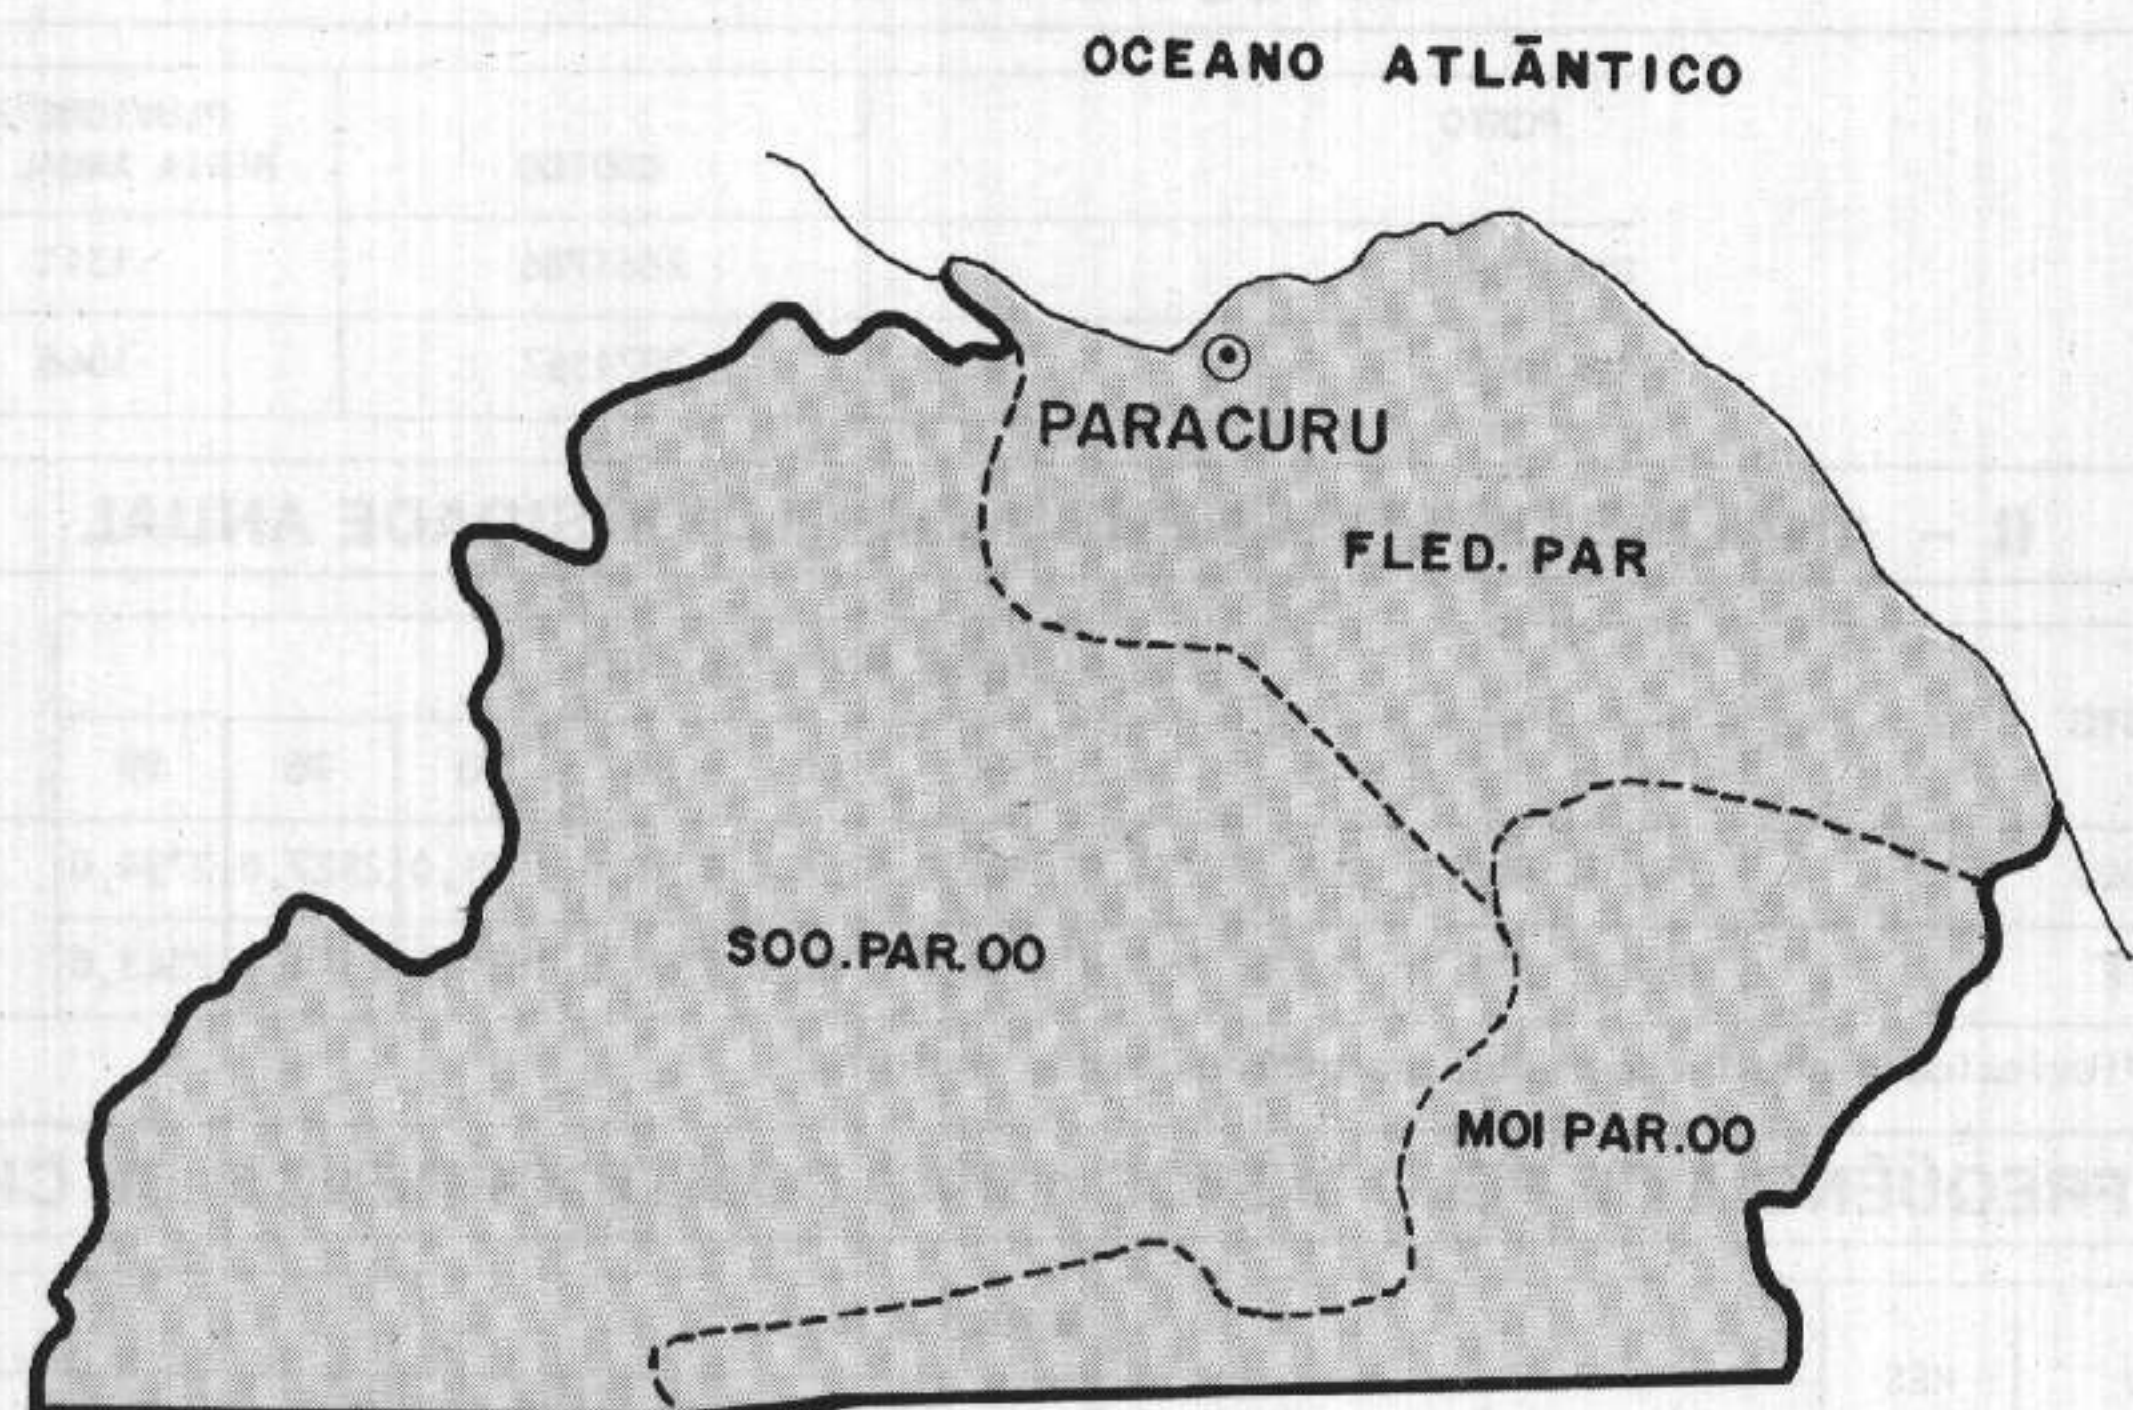 OCEANO ATLÂNTICO
PARACURU
FLED. PAR
SOO.PAR.OO
MOI PAR.OO